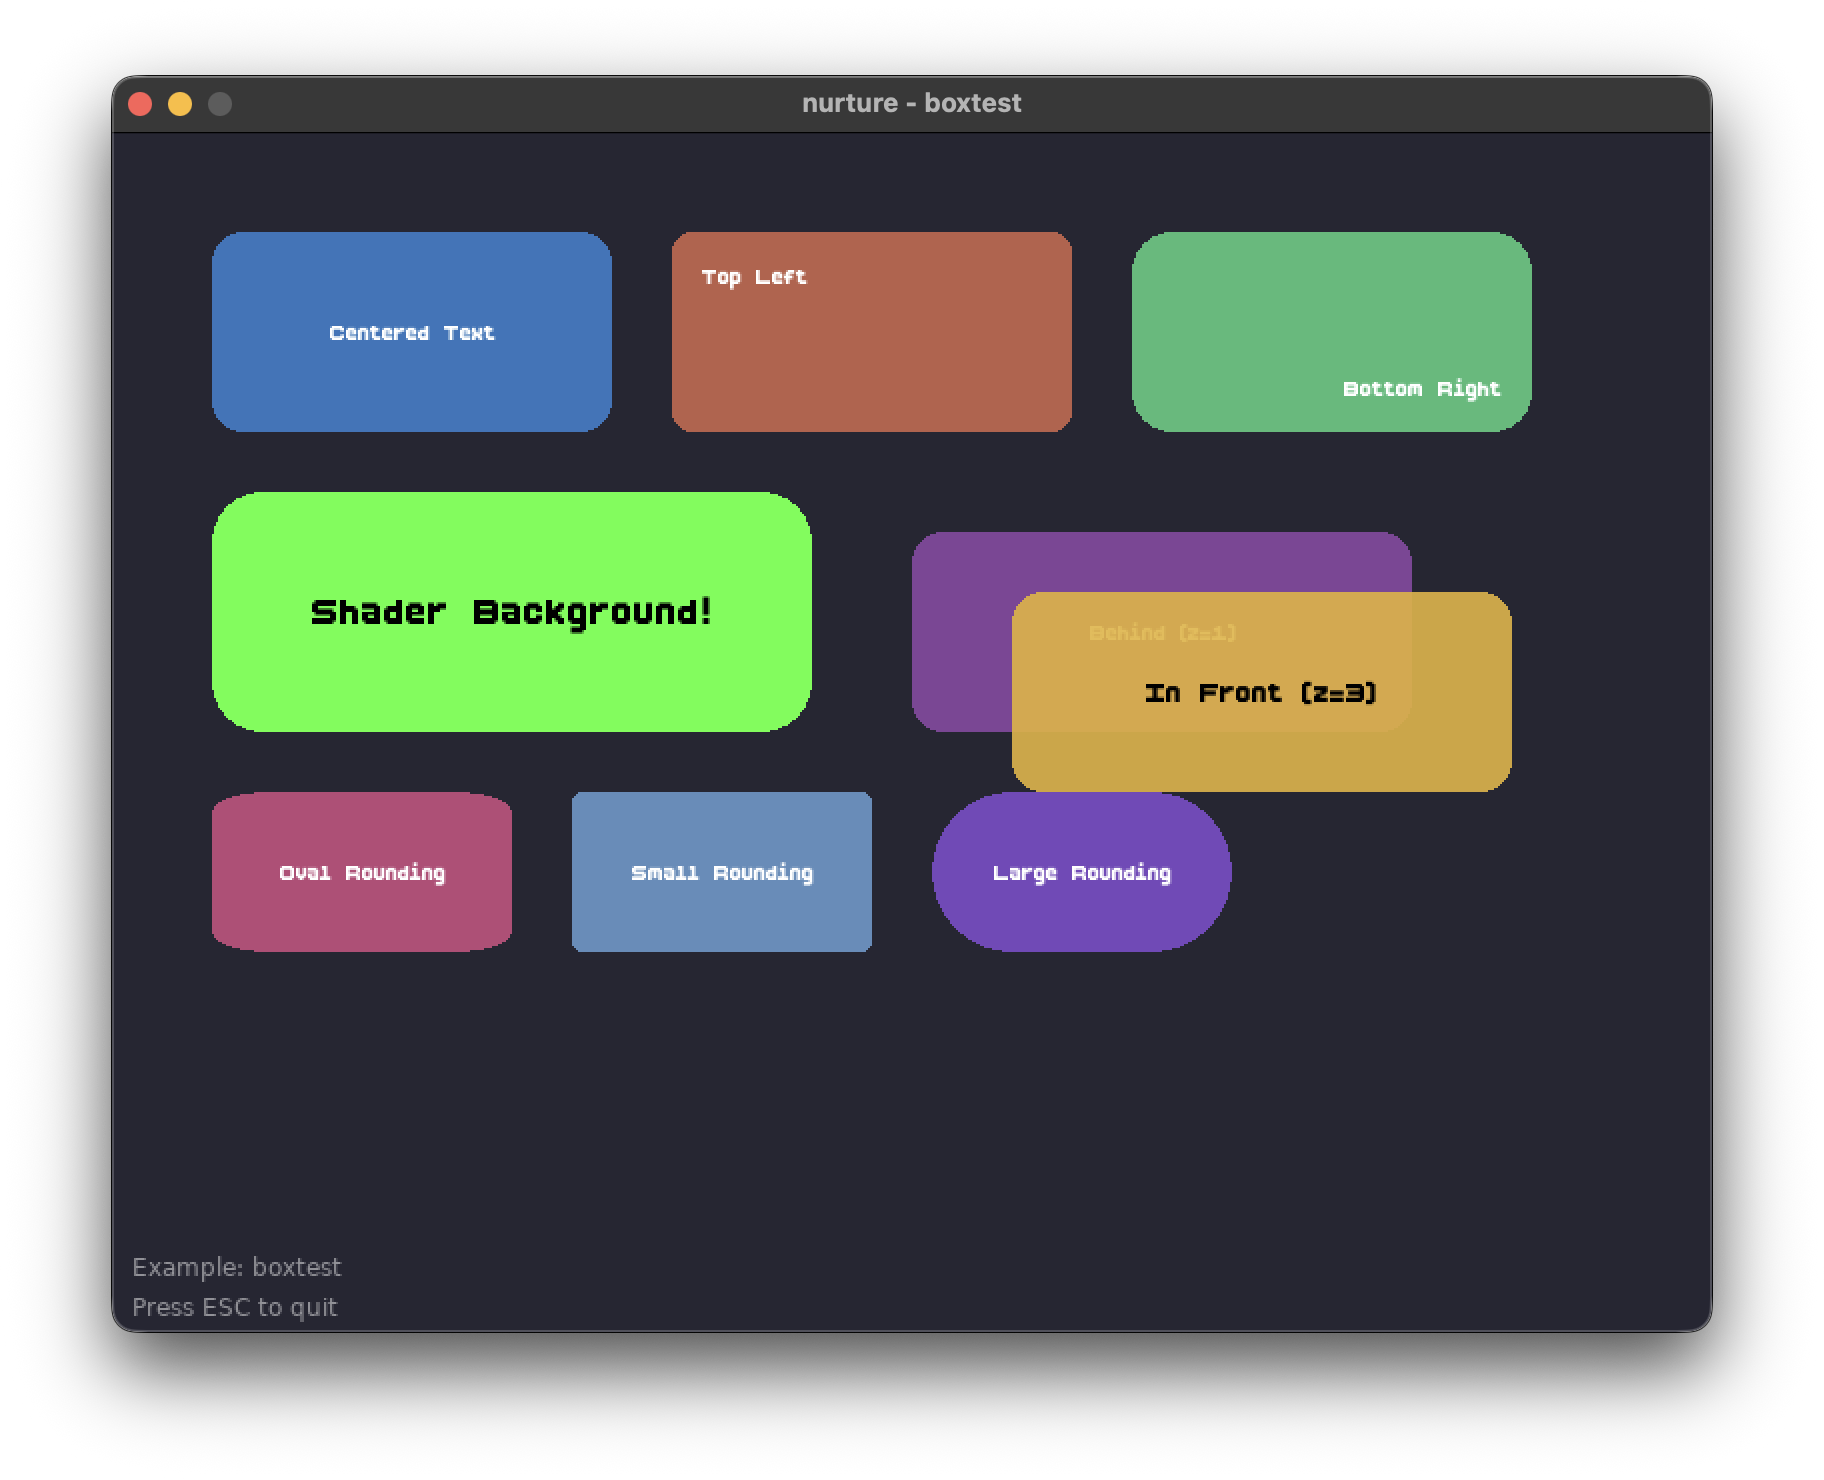 nurture - boxtest
Centered Text
Top Left
Bottom Right
Shader Background!
Behind (z=1)
In Front (z=3)
Oval Rounding
Small Rounding
Large Rounding
Example: boxtest
Press ESC to quit